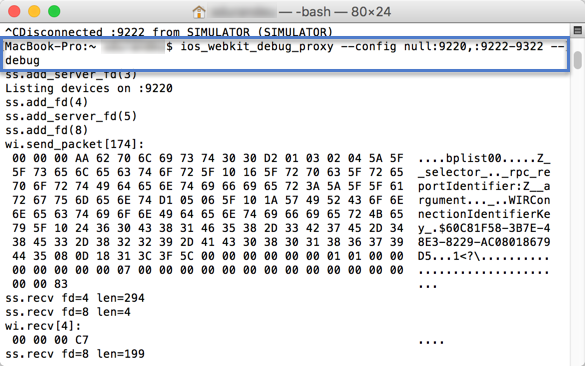 — -bash — 80×24
^CDisconnected :9222 from SIMULATOR (SIMULATOR)
MacBook-Pro:~ $ ios_webkit_debug_proxy --config null:9220,:9222-9322 --
debug
ss.add_server_fd(3)
Listing devices on :9220
ss.add_fd(4)
ss.add_server_fd(5)
ss.add_fd(8)
wi.send_packet[174]:
00 00 00 AA 62 70 6C 69 73 74 30 30 D2 01 03 02 04 5A 5F ....bplist00.....Z_
5F 73 65 6C 65 63 74 6F 72 5F 10 16 5F 72 70 63 5F 72 65 _selector_.._rpc_re
70 6F 72 74 49 64 65 6E 74 69 66 69 65 72 3A 5A 5F 5F 61 portIdentifier:Z__a
72 67 75 6D 65 6E 74 D1 05 06 5F 10 1A 57 49 52 43 6F 6E rgument..._..WIRCon
6E 65 63 74 69 6F 6E 49 64 65 6E 74 69 66 69 65 72 4B 65 nectionIdentifierKe
79 5F 10 24 36 30 43 38 31 46 35 38 2D 33 42 37 45 2D 34 y_.$60C81F58-3B7E-4
38 45 33 2D 38 32 32 39 2D 41 43 30 38 30 31 38 36 37 39 8E3-8229-AC08018679
44 35 08 0D 18 31 3C 3F 5C 00 00 00 00 00 00 01 01 00 00 D5...1<?\..........
00 00 00 00 00 07 00 00 00 00 00 00 00 00 00 00 00 00 00 ...................
00 00 83 ...
ss.recv fd=4 len=294
ss.recv fd=8 len=4
wi.recv[4]:
00 00 00 C7 ....
ss.recv fd=8 len=199